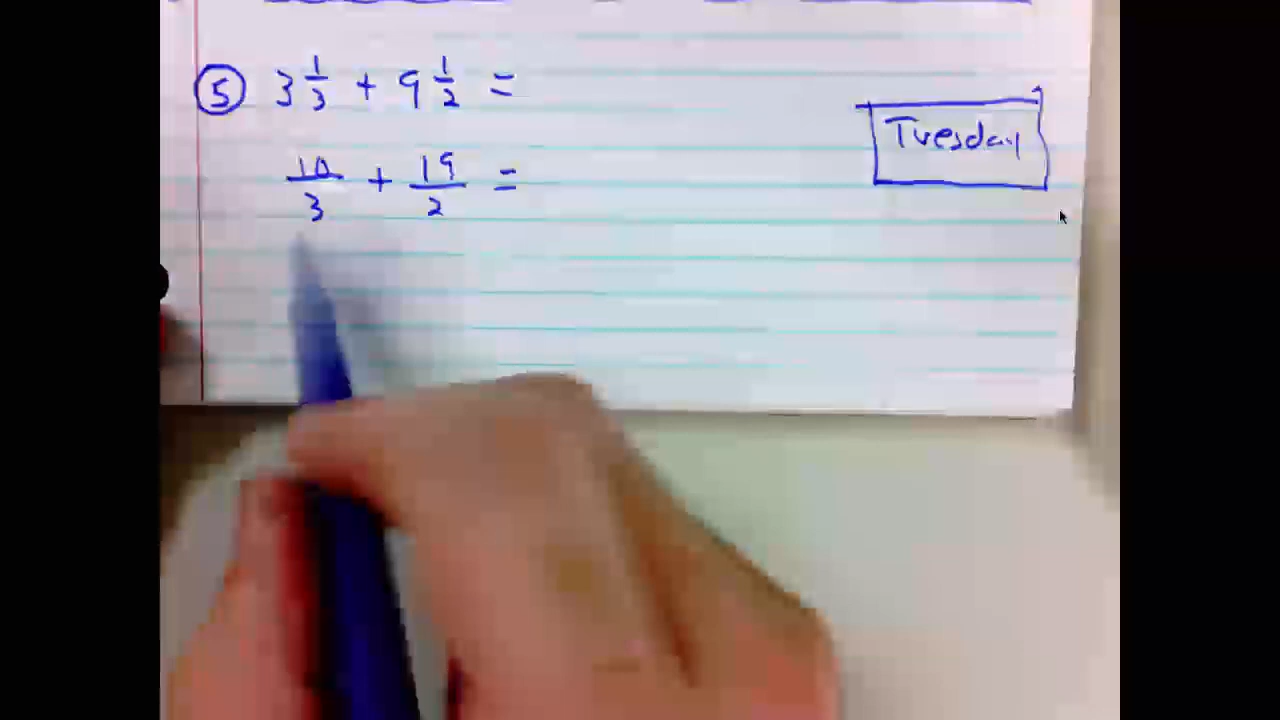 ⑤ 3 1/3 + 9 1/2 =
Tuesday
10/3 + 19/2 =